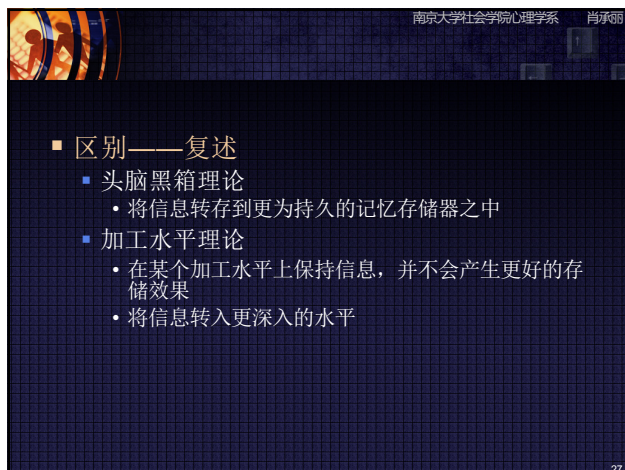 南京大学社会学院心理学系 肖承丽
区别——复述
头脑黑箱理论
• 将信息转存到更为持久的记忆存储器之中
加工水平理论
• 在某个加工水平上保持信息，并不会产生更好的存
储效果
• 将信息转入更深入的水平
27